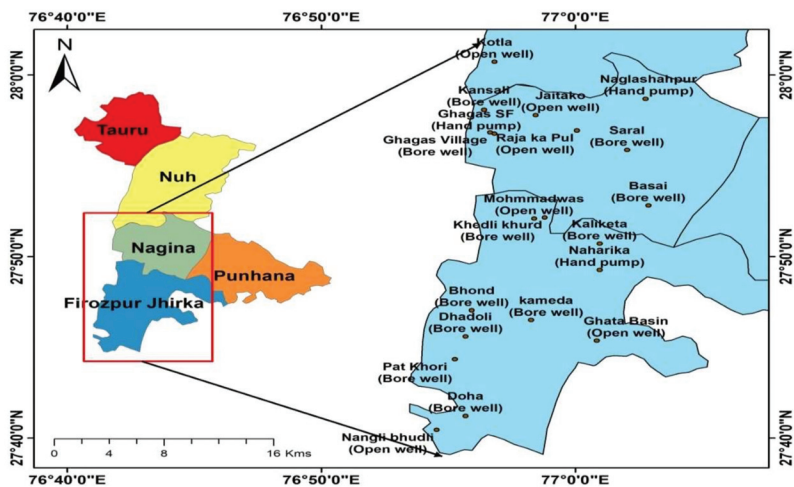 76°40'0"E 76°50'0"E 77°0'0"E
28°0'0"N
27°50'0"N
27°40'0"N
N
Tauru
Nuh
Nagina
Punhana
Firozpur Jhirka
0 4 8 12 16 Kms
Kotla
(Open well)
Kansali
(Bore well)
Ghagas SF
(Hand pump)
Ghagas Village
(Bore well)
Jaitako
(Open well)
Raja ka Pul
(Open well)
Naglashahpur
(Hand pump)
Saral
(Bore well)
Basai
(Bore well)
Mohmmadwas
(Open well)
Khedli khurd
(Bore well)
Kaliketa
(Bore well)
Naharika
(Hand pump)
Bhond
(Bore well)
Dhadoli
(Bore well)
kameda
(Bore well)
Ghata Basin
(Open well)
Pat Khori
(Bore well)
Doha
(Bore well)
Nangli bhudli
(Open well)
28°0'0"N
27°50'0"N
27°40'0"N
76°40'0"E 76°50'0"E 77°0'0"E